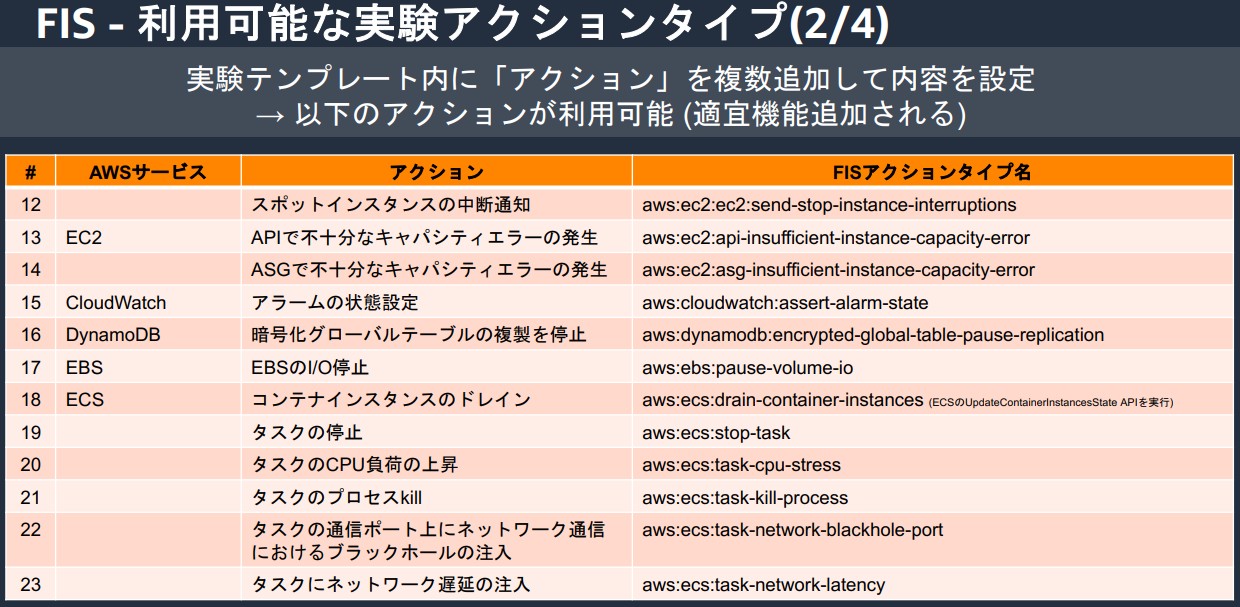 FIS - 利用可能な実験アクションタイプ(2/4)
実験テンプレート内に「アクション」を複数追加して内容を設定
→ 以下のアクションが利用可能 (適宜機能追加される)
# AWSサービス アクション FISアクションタイプ名
12 スポットインスタンスの中断通知 aws:ec2:ec2:send-stop-instance-interruptions
13 EC2 APIで不十分なキャパシティエラーの発生 aws:ec2:api-insufficient-instance-capacity-error
14 ASGで不十分なキャパシティエラーの発生 aws:ec2:asg-insufficient-instance-capacity-error
15 CloudWatch アラームの状態設定 aws:cloudwatch:assert-alarm-state
16 DynamoDB 暗号化グローバルテーブルの複製を停止 aws:dynamodb:encrypted-global-table-pause-replication
17 EBS EBSのI/O停止 aws:ebs:pause-volume-io
18 ECS コンテナインスタンスのドレイン aws:ecs:drain-container-instances (ECSのUpdateContainerInstancesState APIを実行)
19 タスクの停止 aws:ecs:stop-task
20 タスクのCPU負荷の上昇 aws:ecs:task-cpu-stress
21 タスクのプロセスkill aws:ecs:task-kill-process
22 タスクの通信ポート上にネットワーク通信 aws:ecs:task-network-blackhole-port
におけるブラックホールの注入
23 タスクにネットワーク遅延の注入 aws:ecs:task-network-latency